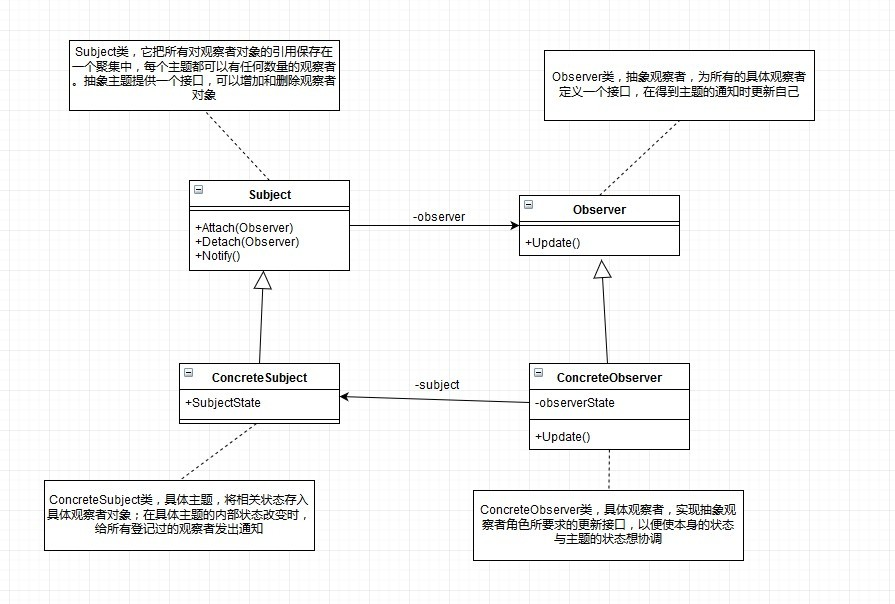 Subject类，它把所有对观察者对象的引用保存在
一个聚集中，每个主题都可以有任何数量的观察者
。抽象主题提供一个接口，可以增加和删除观察者
对象
Observer类，抽象观察者，为所有的具体观察者
定义一个接口，在得到主题的通知时更新自己
Subject
+Attach(Observer)
+Detach(Observer)
+Notify()
-observer
Observer
+Update()
ConcreteSubject
+SubjectState
-subject
ConcreteObserver
-observerState
+Update()
ConcreteSubject类，具体主题，将相关状态存入
具体观察者对象；在具体主题的内部状态改变时，
给所有登记过的观察者发出通知
ConcreteObserver类，具体观察者，实现抽象观
察者角色所要求的更新接口，以便使本身的状态
与主题的状态想协调